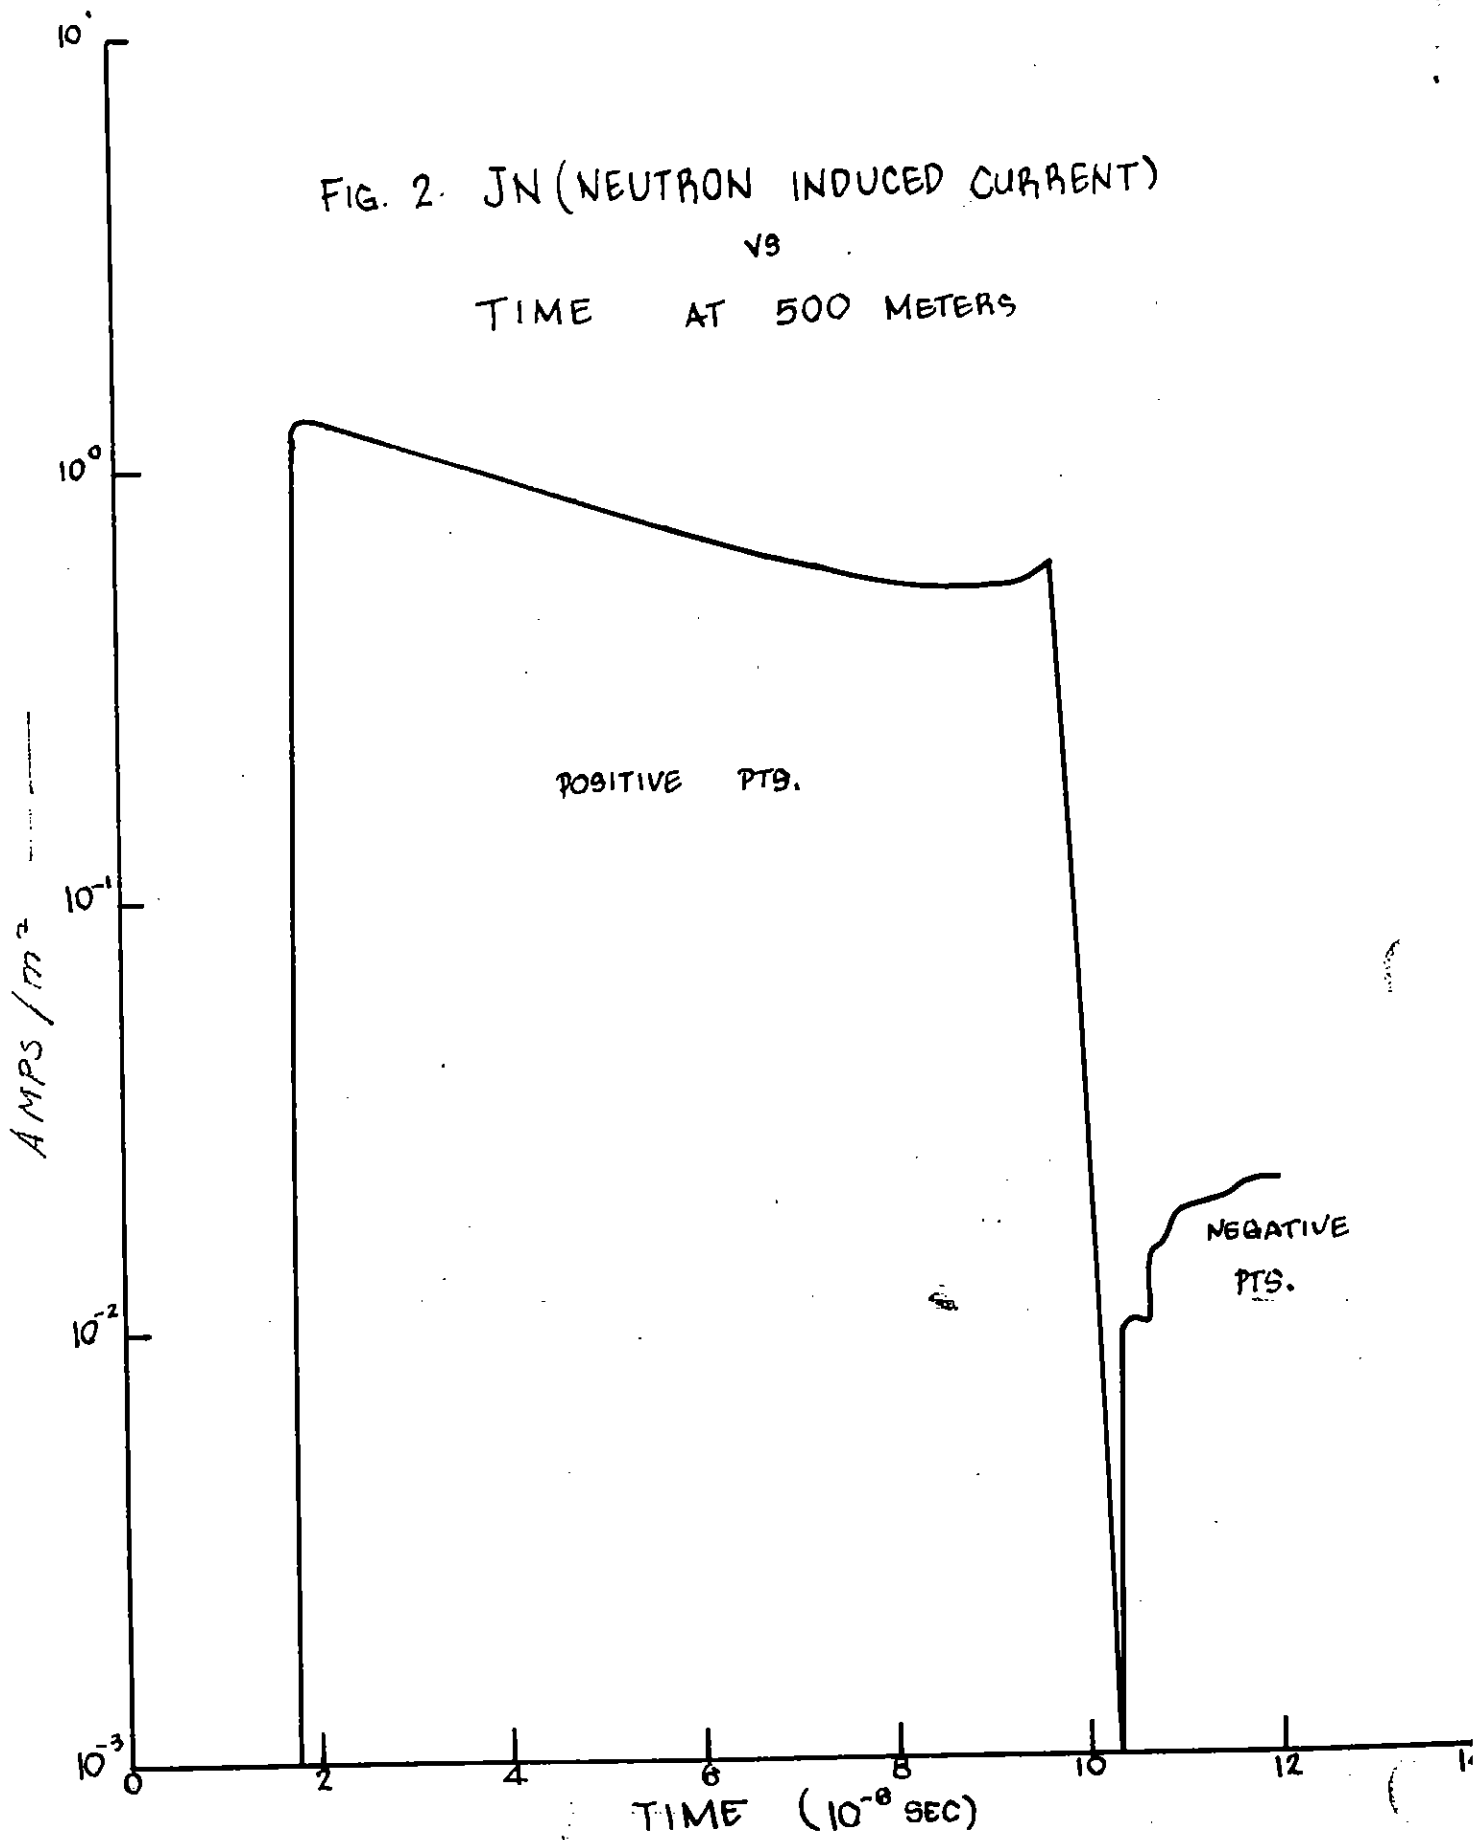 FIG. 2. JN (NEUTRON INDUCED CURRENT)
VS
TIME AT 500 METERS
10¹
10⁰
10⁻¹
10⁻²
10⁻³
AMPS/m²
POSITIVE PTS.
NEGATIVE
PTS.
0 2 4 6 8 10 12 14
TIME (10⁻⁸ SEC)